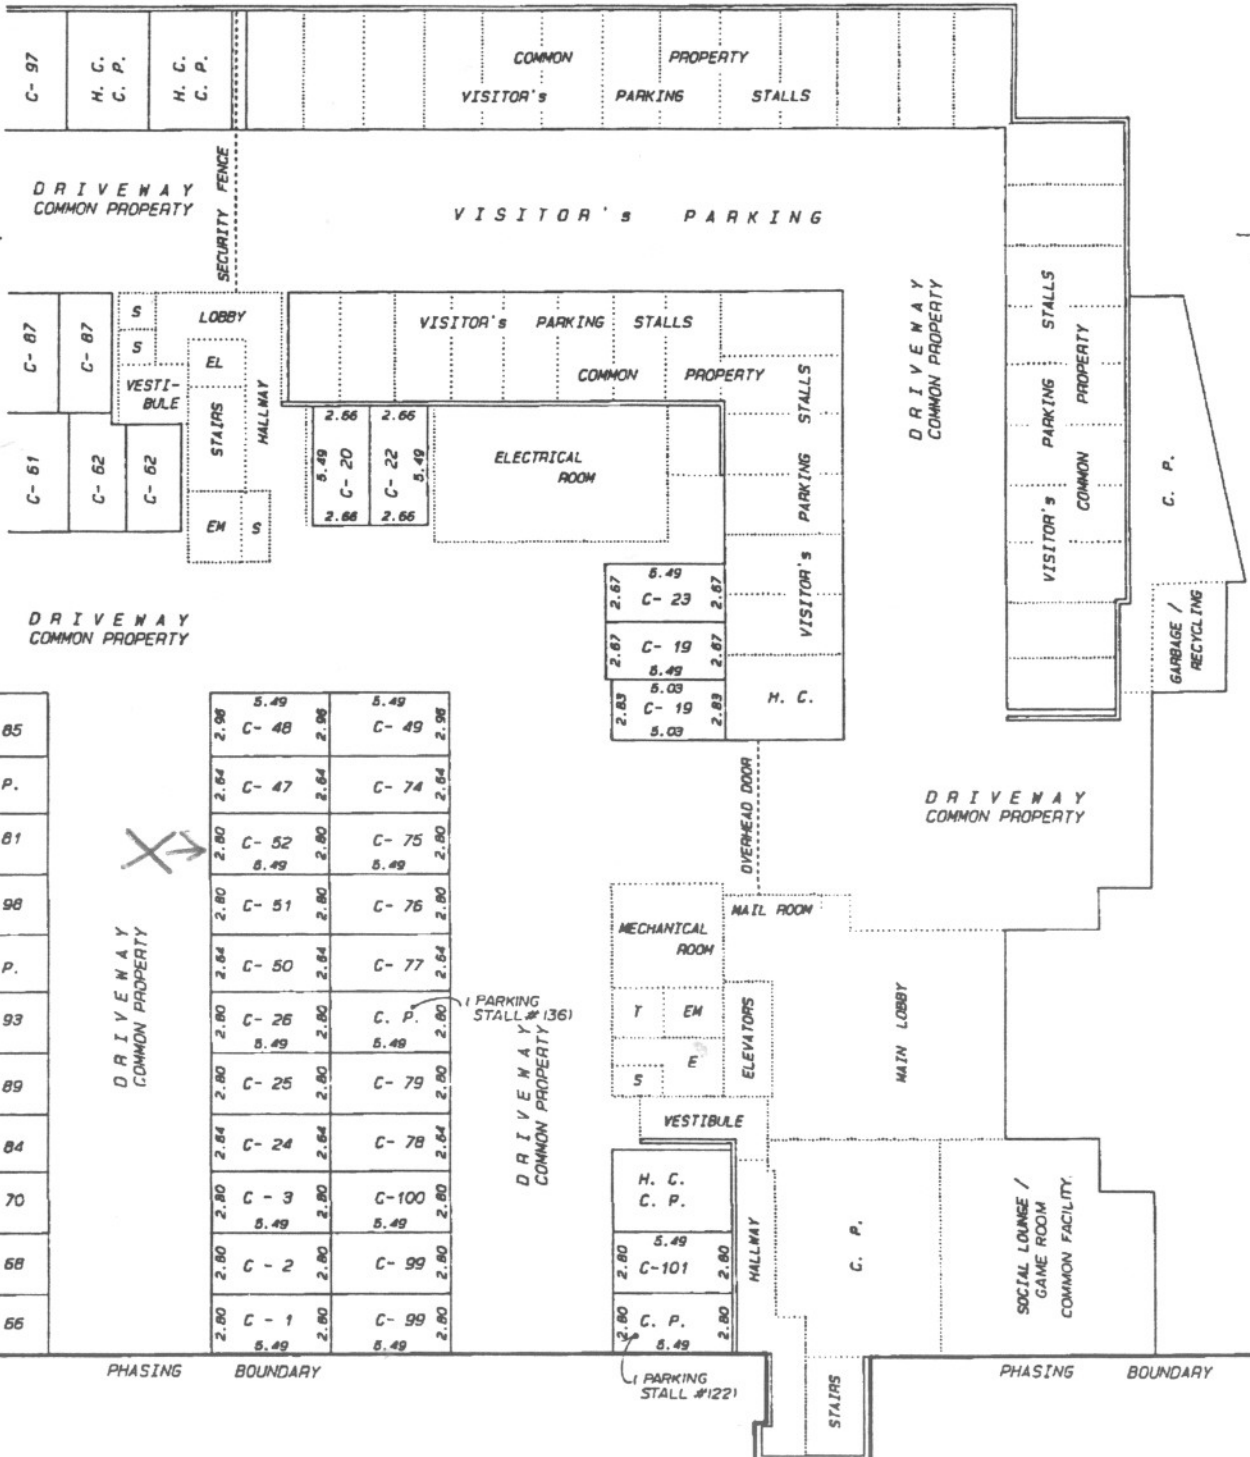 C- 97
H. C.
C. P.
H. C.
C. P.
COMMON PROPERTY
VISITOR's PARKING STALLS
SECURITY FENCE
DRIVEWAY
COMMON PROPERTY
VISITOR's PARKING
DRIVEWAY
COMMON PROPERTY
VISITOR's PARKING STALLS
COMMON PROPERTY
C. P.
C- 87
C- 87
S
S
LOBBY
EL
VESTI-
BULE
STAIRS
HALLWAY
VISITOR's PARKING STALLS
COMMON PROPERTY
VISITOR's PARKING STALLS
C- 61
C- 62
C- 62
EM
S
2.66
5.49
C- 20
2.66
2.66
C- 22
5.49
2.66
ELECTRICAL
ROOM
5.49
2.67 C- 23 2.67
2.67 C- 19 2.67
5.49
5.03
2.83 C- 19 2.83
5.03
H. C.
GARBAGE /
RECYCLING
DRIVEWAY
COMMON PROPERTY
OVERHEAD DOOR
DRIVEWAY
COMMON PROPERTY
85
P.
81
98
P.
93
89
84
70
68
66
X
DRIVEWAY
COMMON PROPERTY
5.49 5.49
2.96 C- 48 2.96 C- 49 2.96
2.64 C- 47 2.64 C- 74 2.64
2.80 C- 52 2.80 C- 75 2.80
5.49 5.49
2.80 C- 51 2.80 C- 76 2.80
2.64 C- 50 2.64 C- 77 2.64
2.80 C- 26 2.80 C. P. 2.80
5.49 5.49
2.80 C- 25 2.80 C- 79 2.80
2.64 C- 24 2.64 C- 78 2.64
2.80 C - 3 2.80 C-100 2.80
5.49 5.49
2.80 C - 2 2.80 C- 99 2.80
2.80 C - 1 2.80 C- 99 2.80
5.49 5.49
( PARKING
STALL # 136)
DRIVEWAY
COMMON PROPERTY
MECHANICAL
ROOM
MAIL ROOM
T
EM
E
S
ELEVATORS
MAIN LOBBY
VESTIBULE
H. C.
C. P.
5.49
2.80 C-101 2.80
2.80 C. P. 2.80
5.49
( PARKING
STALL #122)
HALLWAY
C. P.
SOCIAL LOUNGE /
GAME ROOM
COMMON FACILITY.
STAIRS
PHASING BOUNDARY
PHASING BOUNDARY